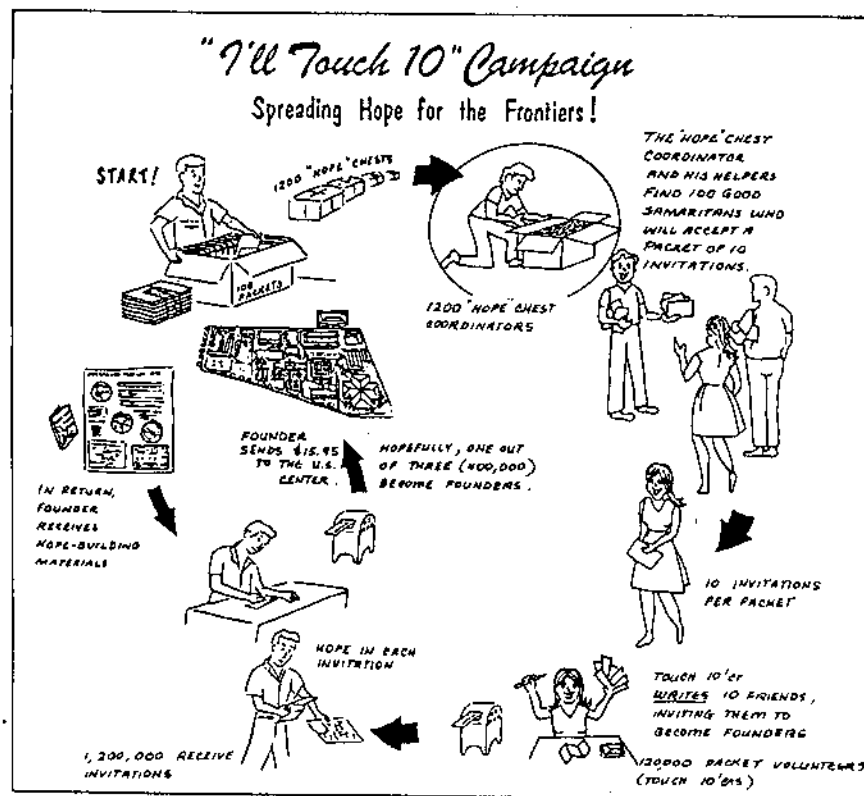 "I'll Touch 10" Campaign
Spreading Hope for the Frontiers!
START!
100
PACKETS
1200 "HOPE" CHESTS
1200 "HOPE" CHEST
COORDINATORS
THE "HOPE" CHEST
COORDINATOR
AND HIS HELPERS
FIND 100 GOOD
SAMARITANS WHO
WILL ACCEPT A
PACKET OF 10
INVITATIONS.
10 INVITATIONS
PER PACKET
TOUCH 10'er
WRITES 10 FRIENDS,
INVITING THEM TO
BECOME FOUNDERS
120,000 PACKET VOLUNTEERS
(TOUCH 10'ERS)
HOPE IN EACH
INVITATION
1,200,000 RECEIVE
INVITATIONS
HOPEFULLY, ONE OUT
OF THREE (400,000)
BECOME FOUNDERS.
FOUNDER
SENDS $15.95
TO THE U.S.
CENTER.
IN RETURN,
FOUNDER
RECEIVES
HOPE-BUILDING
MATERIALS